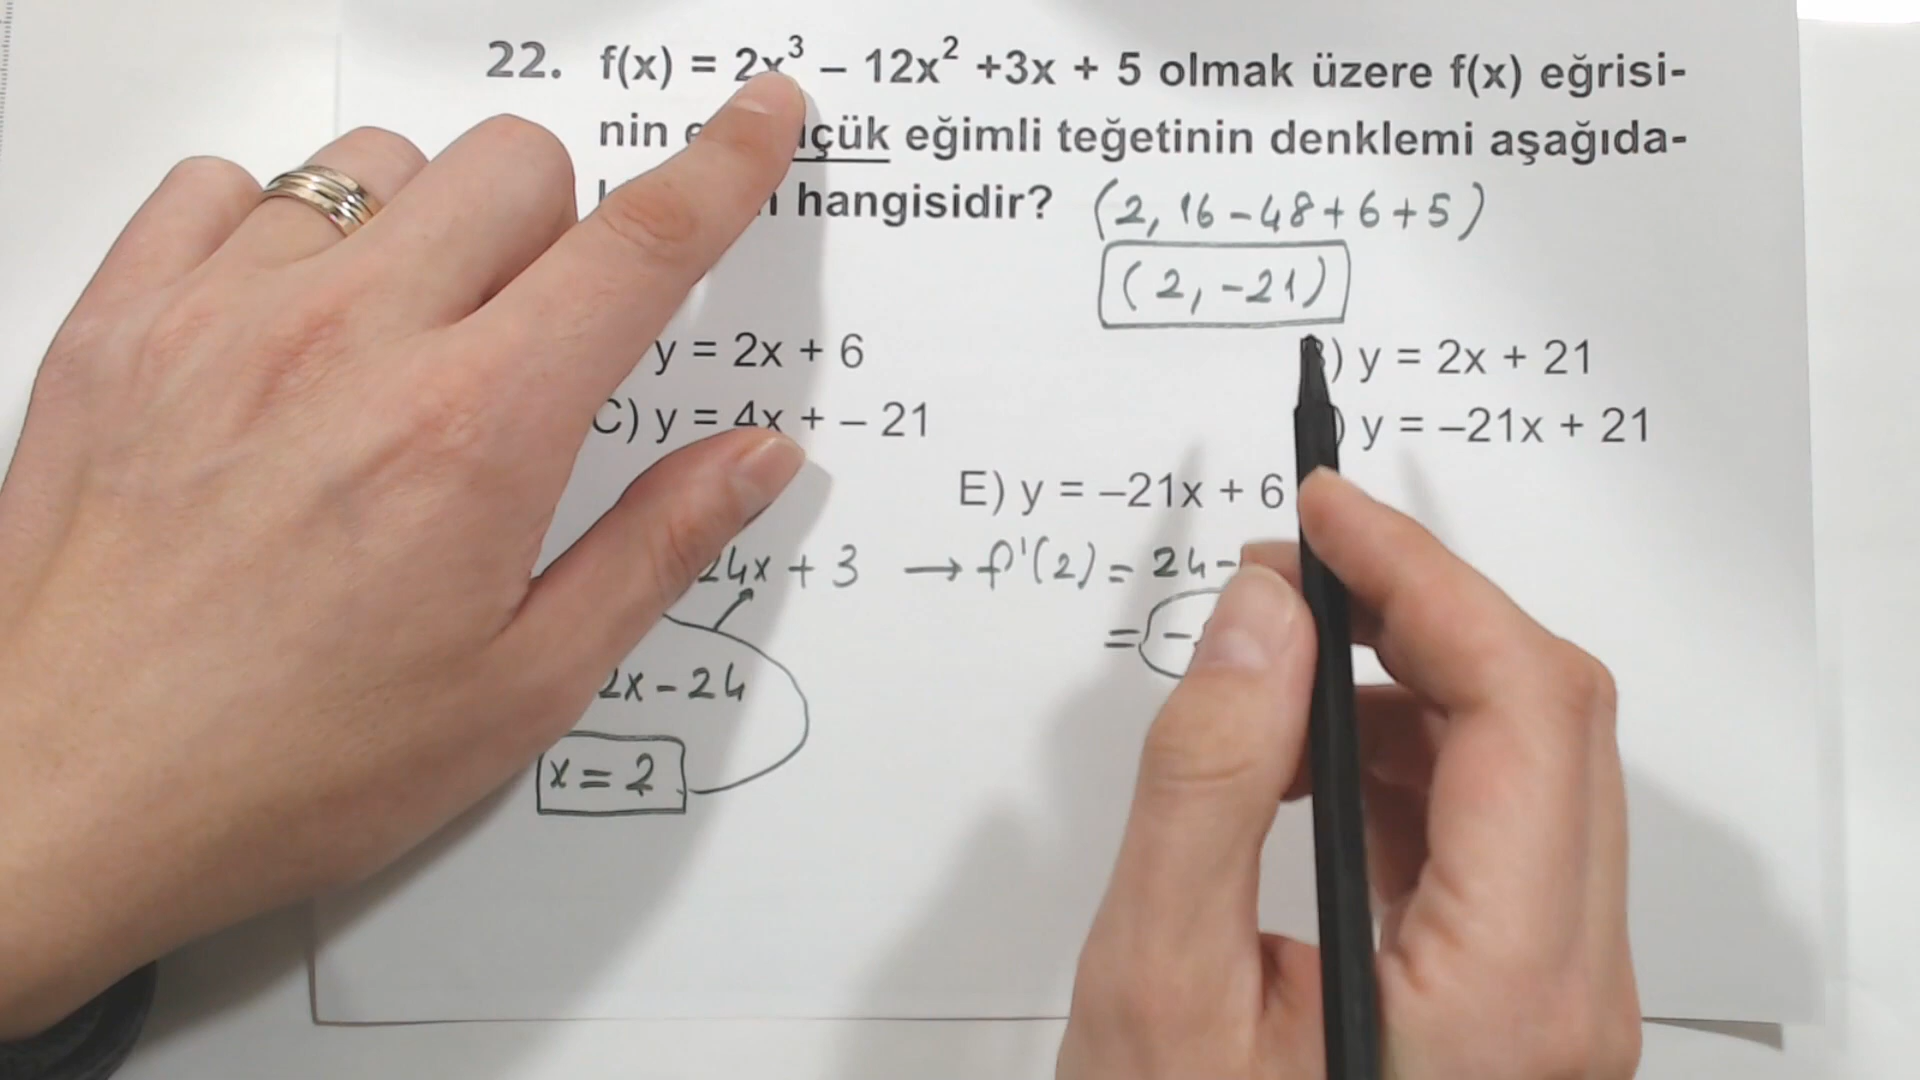 22. f(x) = 2x³ – 12x² +3x + 5 olmak üzere f(x) eğrisi-
nin eğimli teğetinin denklemi aşağıda-
hangisidir? (2, 16 - 48 + 6 + 5)
(2, -21)
y = 2x + 6
) y = 2x + 21
C) y = 4x + – 21
) y = –21x + 21
E) y = –21x + 6
24x + 3 → f'(2) = 24 -
= -
2x - 24
x = 2